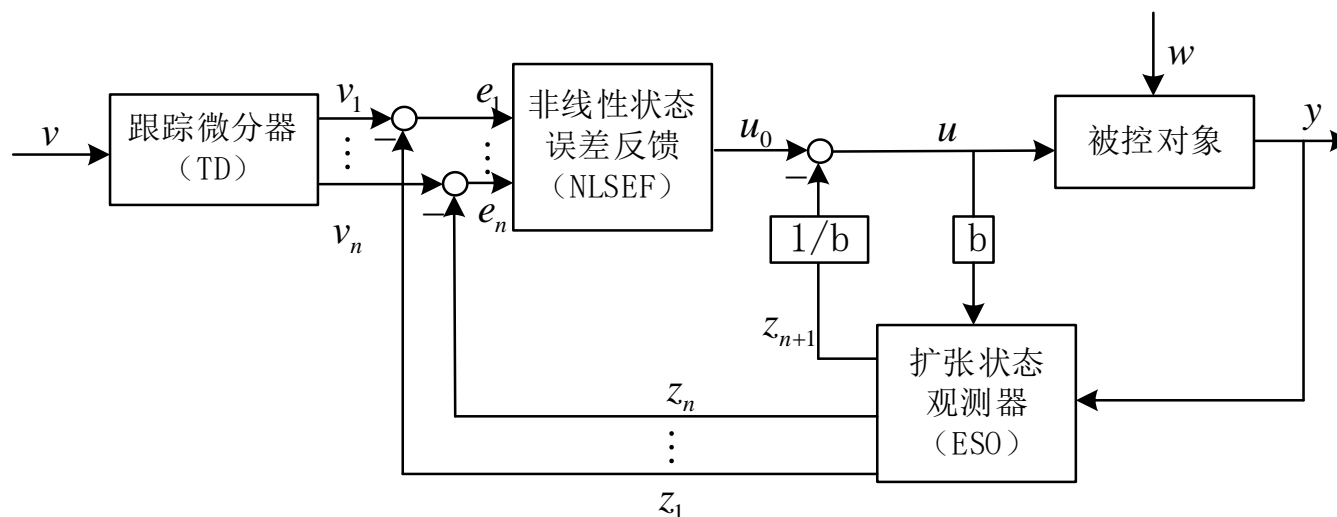 w
v
跟踪微分器
（TD）
v₁
⋮
vₙ
e₁
⋮
eₙ
非线性状态
误差反馈
（NLSEF）
u₀
u
被控对象
y
−
−
−
1/b
b
zₙ₊₁
扩张状态
观测器
（ESO）
zₙ
⋮
z₁